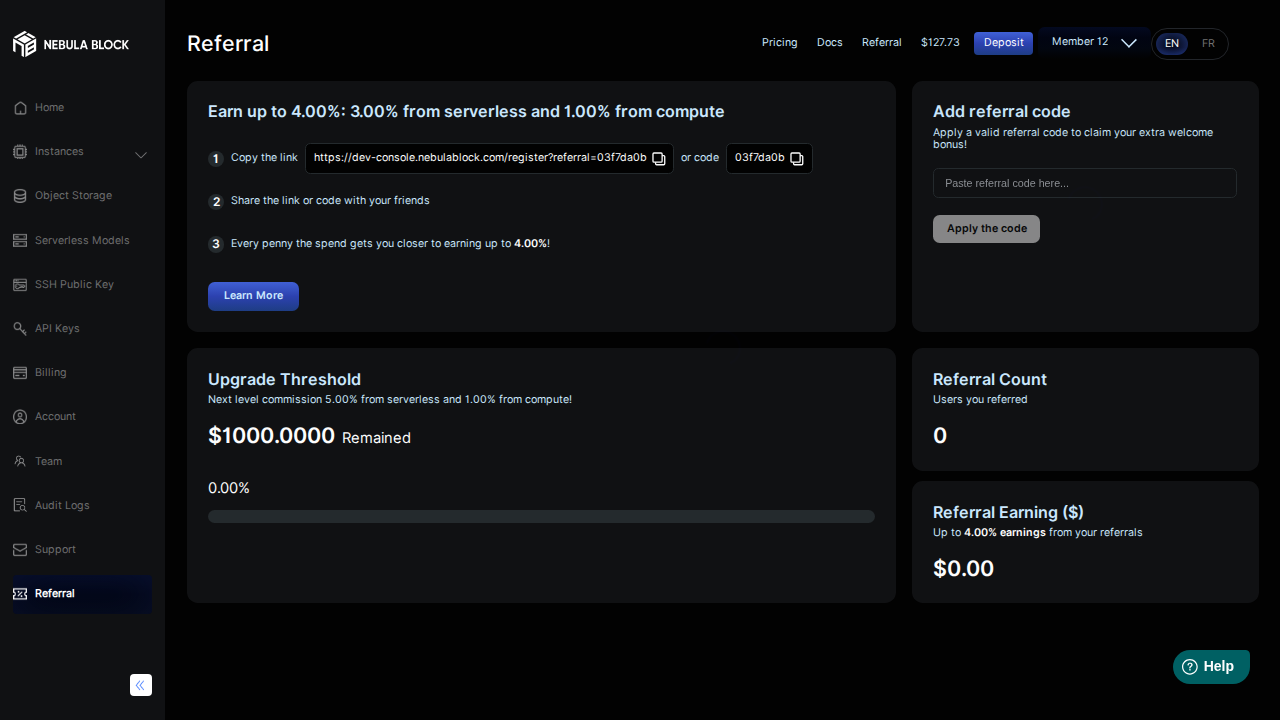 NEBULA BLOCK
Home
Instances
Object Storage
Serverless Models
SSH Public Key
API Keys
Billing
Account
Team
Audit Logs
Support
Referral
Referral
Pricing
Docs
Referral
$127.73
Deposit
Member 12
EN
FR
Earn up to 4.00%: 3.00% from serverless and 1.00% from compute
1 Copy the link https://dev-console.nebulablock.com/register?referral=03f7da0b or code 03f7da0b
2 Share the link or code with your friends
3 Every penny the spend gets you closer to earning up to 4.00%!
Learn More
Add referral code
Apply a valid referral code to claim your extra welcome
bonus!
Paste referral code here...
Apply the code
Upgrade Threshold
Next level commission 5.00% from serverless and 1.00% from compute!
$1000.0000 Remained
0.00%
Referral Count
Users you referred
0
Referral Earning ($)
Up to 4.00% earnings from your referrals
$0.00
Help